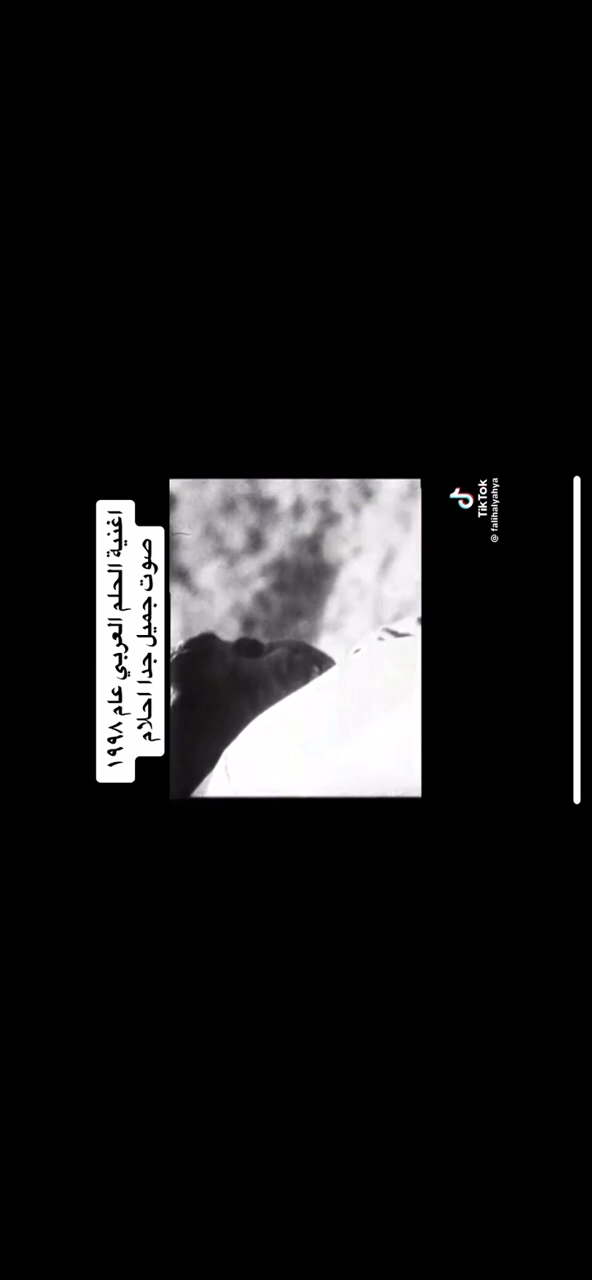 اغنية الحلم العربي عام ١٩٩٨
صوت جميل جدا احلام
TikTok
@falihalyahya